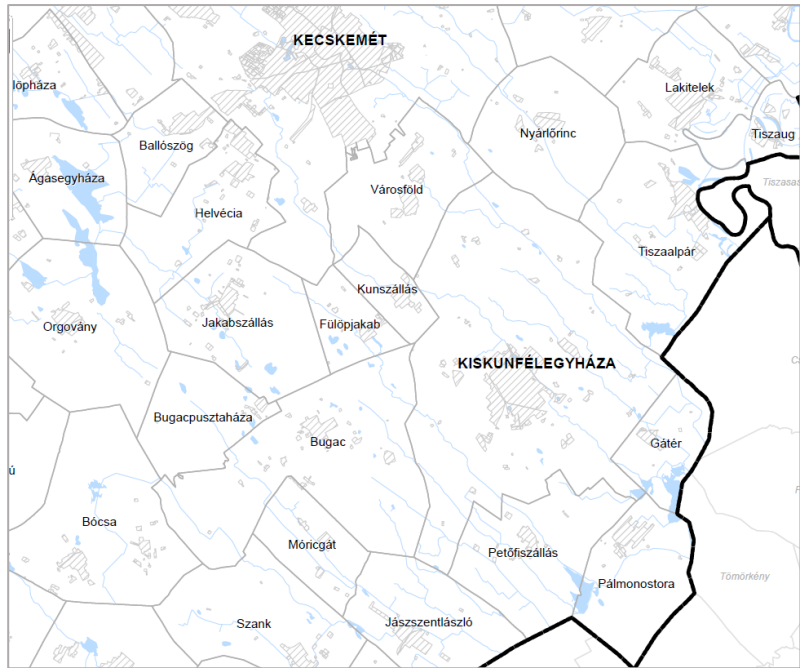 KECSKEMÉT
lőpháza
Lakitelek
Nyárlőrinc
Tiszaug
Ballószög
Ágasegyháza
Városföld
Helvécia
Tiszaalpár
Kunszállás
Jakabszállás
Fülöpjakab
Orgovány
KISKUNFÉLEGYHÁZA
Bugacpusztaháza
Bugac
Gátér
ú
Bócsa
Móricgát
Petőfiszállás
Pálmonostora
Tömörkény
Szank
Jászszentlászló